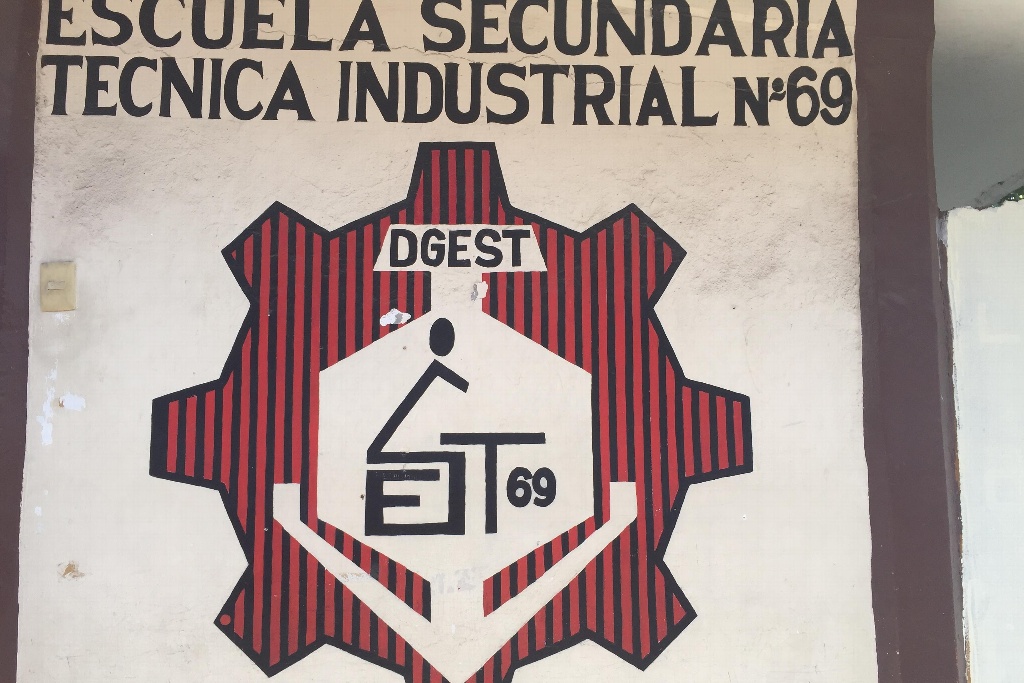 ESCUELA SECUNDARIA
TECNICA INDUSTRIAL Nº69
DGEST
EST 69